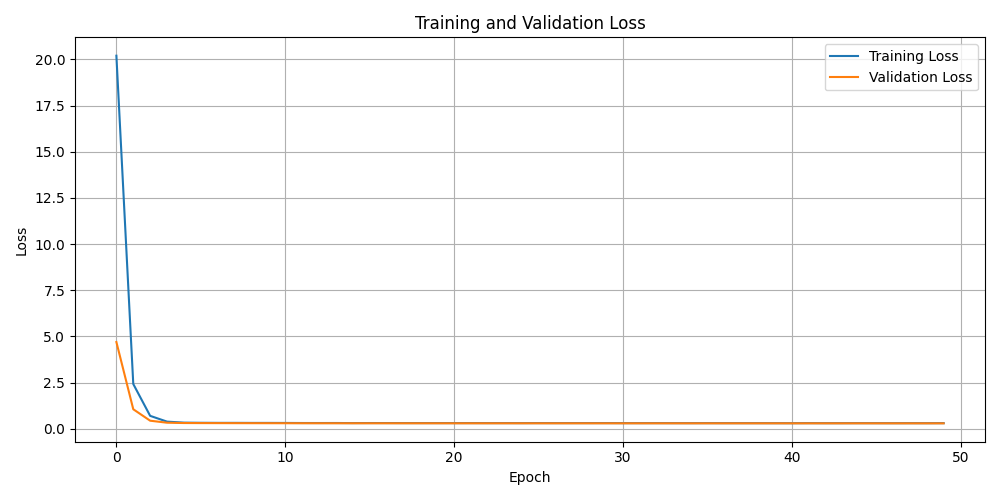 Training and Validation Loss
Training Loss
Validation Loss
20.0
17.5
15.0
12.5
10.0
7.5
5.0
2.5
0.0
Loss
0 10 20 30 40 50
Epoch